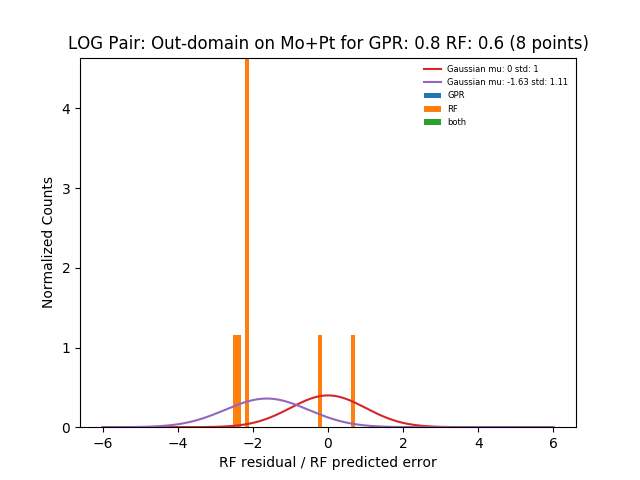 LOG Pair: Out-domain on Mo+Pt for GPR: 0.8 RF: 0.6 (8 points)
Gaussian mu: 0 std: 1
Gaussian mu: -1.63 std: 1.11
GPR
RF
both
Normalized Counts
4
3
2
1
0
−6 −4 −2 0 2 4 6
RF residual / RF predicted error